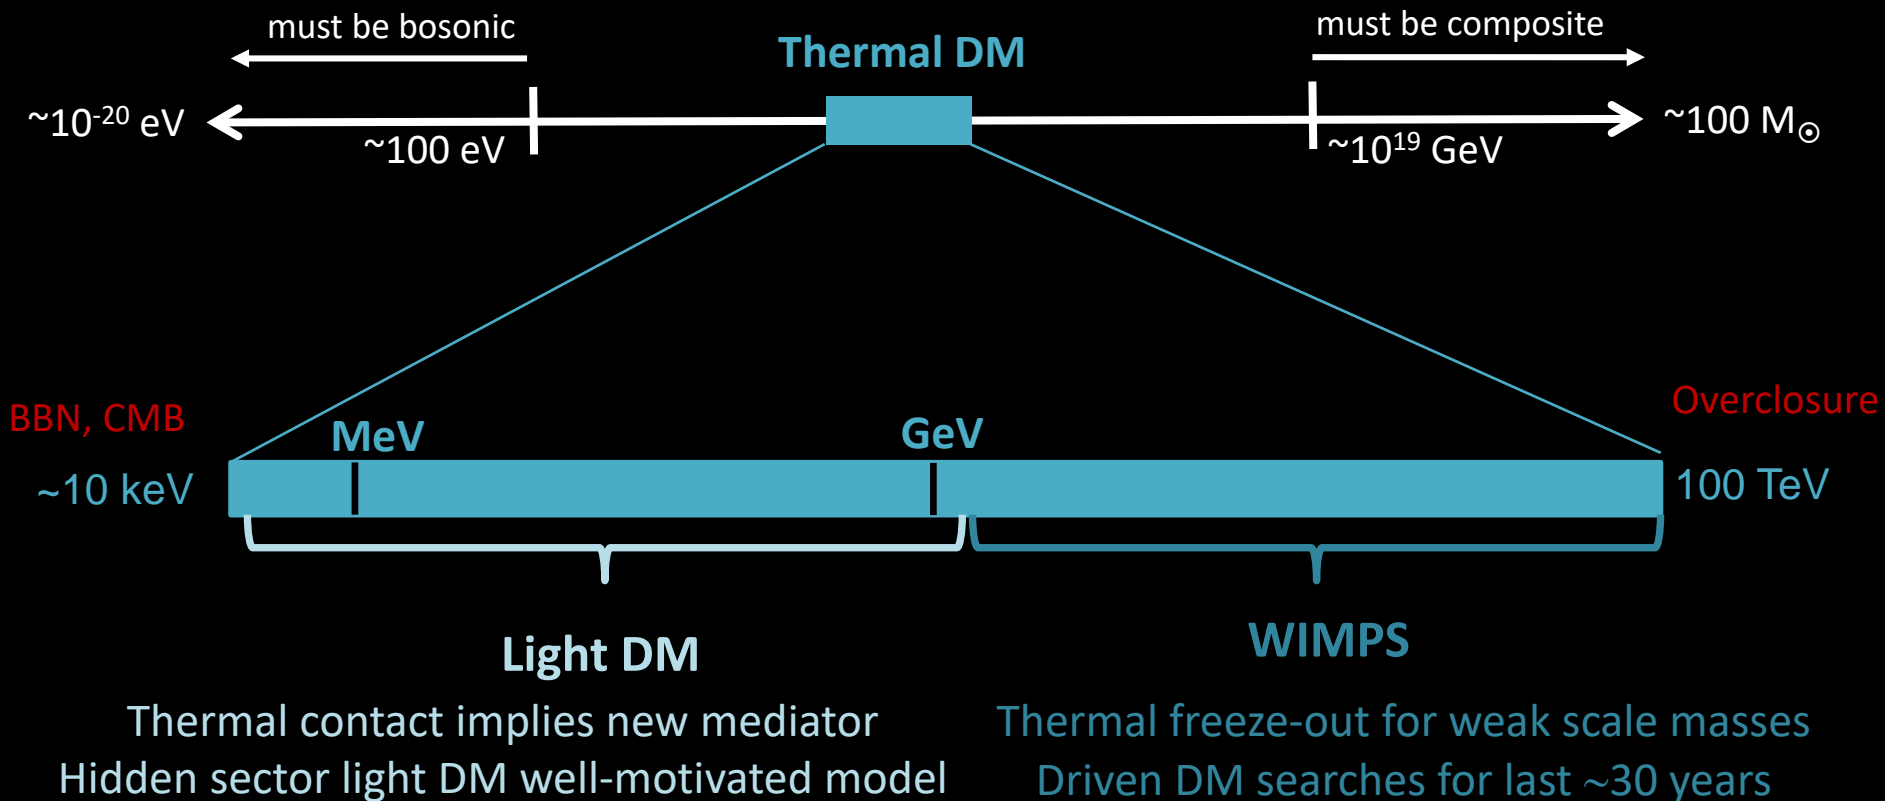 must be bosonic
Thermal DM
must be composite
~10⁻²⁰ eV
~100 eV
~10¹⁹ GeV
~100 M☉
BBN, CMB
Overclosure
MeV
GeV
~10 keV
100 TeV
Light DM
WIMPS
Thermal contact implies new mediator
Hidden sector light DM well-motivated model
Thermal freeze-out for weak scale masses
Driven DM searches for last ~30 years